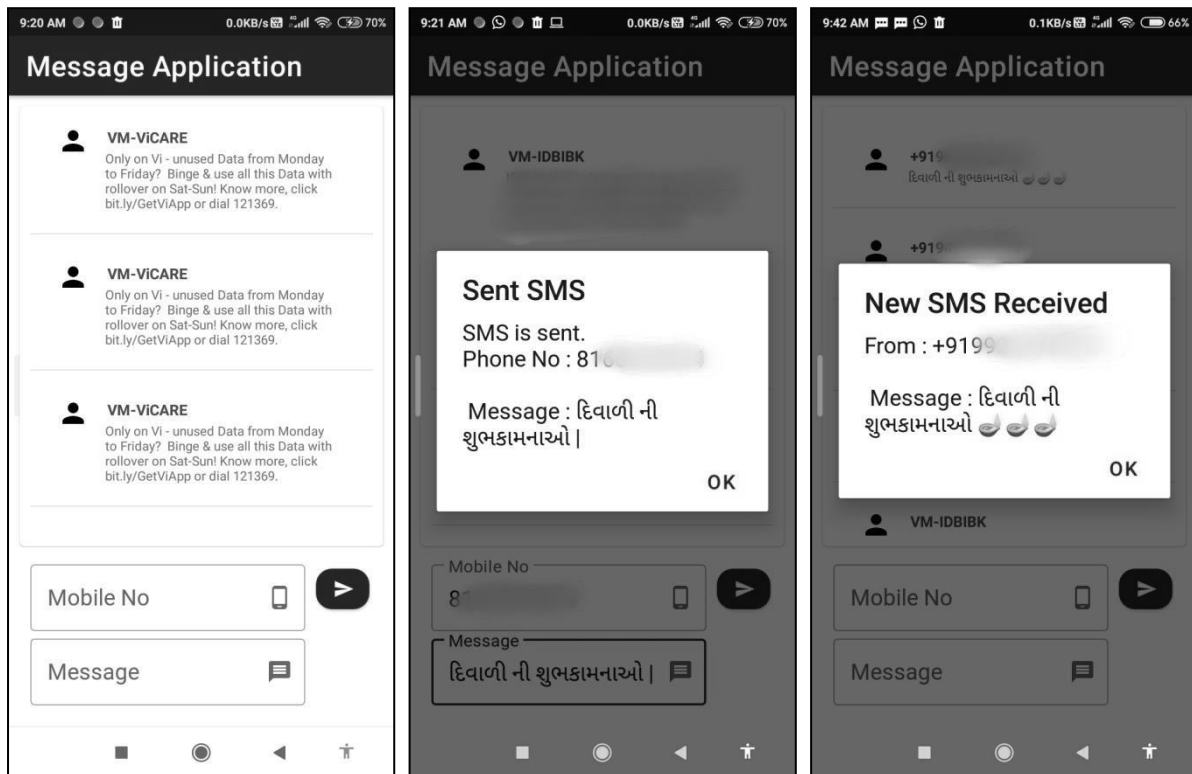 9:20 AM
0.0KB/s
70%
Message Application
VM-ViCARE
Only on Vi - unused Data from Monday
to Friday? Binge & use all this Data with
rollover on Sat-Sun! Know more, click
bit.ly/GetViApp or dial 121369.
VM-ViCARE
Only on Vi - unused Data from Monday
to Friday? Binge & use all this Data with
rollover on Sat-Sun! Know more, click
bit.ly/GetViApp or dial 121369.
VM-ViCARE
Only on Vi - unused Data from Monday
to Friday? Binge & use all this Data with
rollover on Sat-Sun! Know more, click
bit.ly/GetViApp or dial 121369.
Mobile No
Message
9:21 AM
0.0KB/s
70%
Message Application
VM-IDBIBK
Sent SMS
SMS is sent.
Phone No : 81
Message : દિવાળી ની
શુભકામનાઓ |
OK
Mobile No
8
Message
દિવાળી ની શુભકામનાઓ |
9:42 AM
0.1KB/s
66%
Message Application
+919
દિવાળી ની શુભકામનાઓ 🪔🪔🪔
+919
New SMS Received
From : +9199
Message : દિવાળી ની
શુભકામનાઓ 🪔🪔🪔
OK
VM-IDBIBK
Mobile No
Message